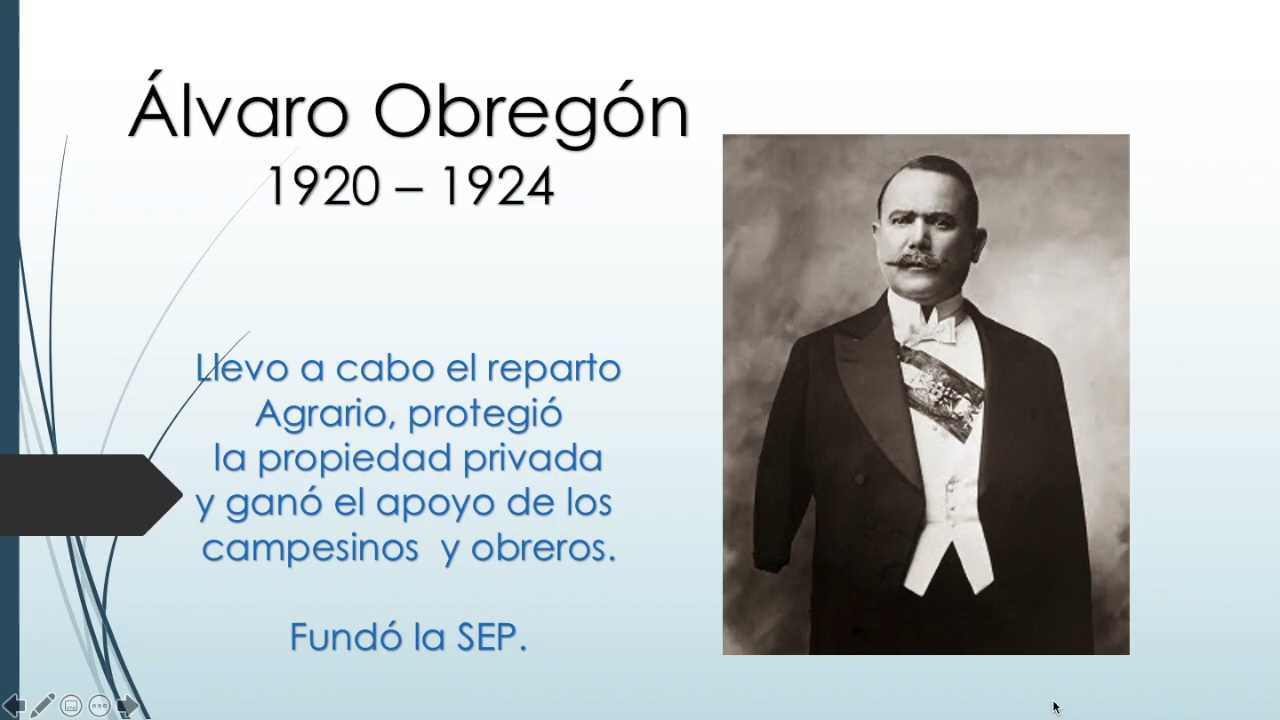 Álvaro Obregón
1920 – 1924
Llevo a cabo el reparto
Agrario, protegió
la propiedad privada
y ganó el apoyo de los
campesinos y obreros.
Fundó la SEP.